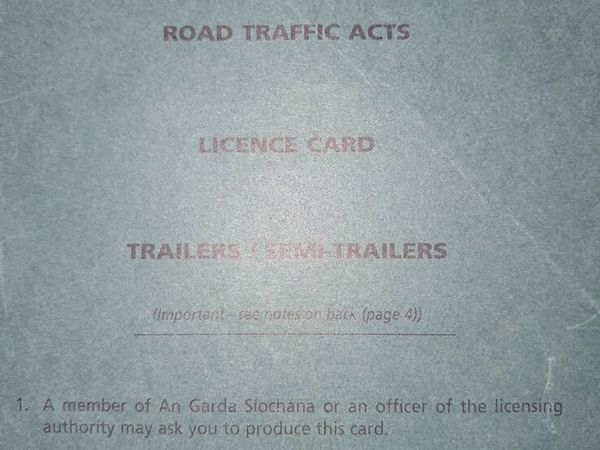 ROAD TRAFFIC ACTS
LICENCE CARD
TRAILERS / SEMI-TRAILERS
(Important - see notes on back (page 4))
1. A member of An Garda Síochána or an officer of the licensing
authority may ask you to produce this card.